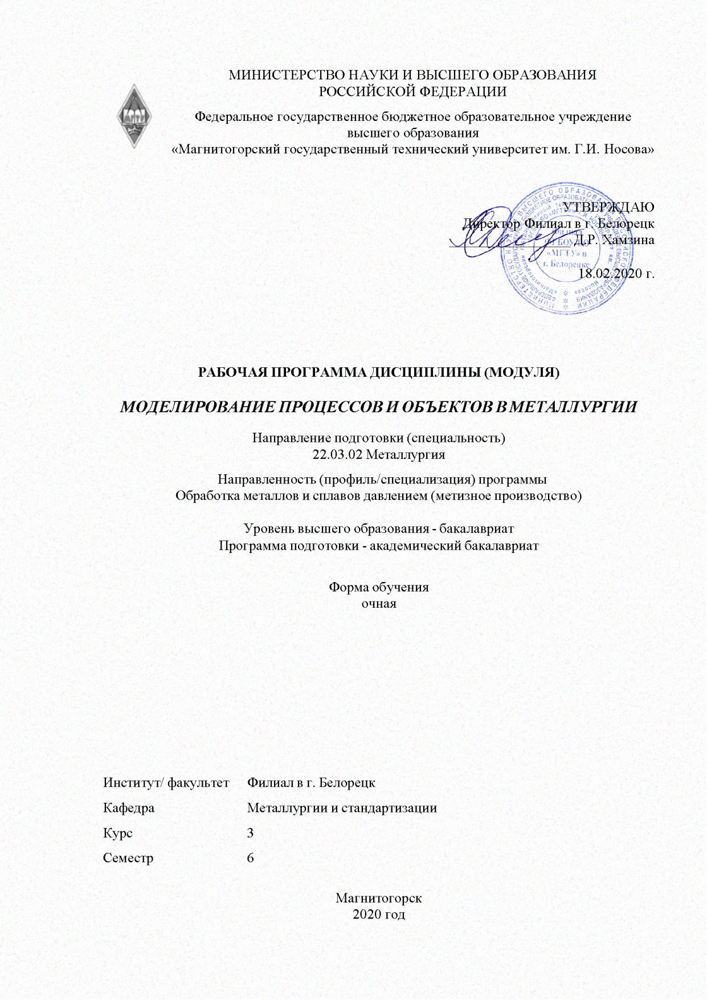 МИНИСТЕРСТВО НАУКИ И ВЫСШЕГО ОБРАЗОВАНИЯ
РОССИЙСКОЙ ФЕДЕРАЦИИ
Федеральное государственное бюджетное образовательное учреждение
высшего образования
«Магнитогорский государственный технический университет им. Г.И. Носова»
МГТУ
УТВЕРЖДАЮ
Директор Филиал в г. Белорецк
Д.Р. Хамзина
18.02.2020 г.
Филиал
ФГБОУ ВО
«МГТУ» в
г. Белорецке
РАБОЧАЯ ПРОГРАММА ДИСЦИПЛИНЫ (МОДУЛЯ)
МОДЕЛИРОВАНИЕ ПРОЦЕССОВ И ОБЪЕКТОВ В МЕТАЛЛУРГИИ
Направление подготовки (специальность)
22.03.02 Металлургия
Направленность (профиль/специализация) программы
Обработка металлов и сплавов давлением (метизное производство)
Уровень высшего образования - бакалавриат
Программа подготовки - академический бакалавриат
Форма обучения
очная
Институт/ факультет Филиал в г. Белорецк
Кафедра Металлургии и стандартизации
Курс 3
Семестр 6
Магнитогорск
2020 год